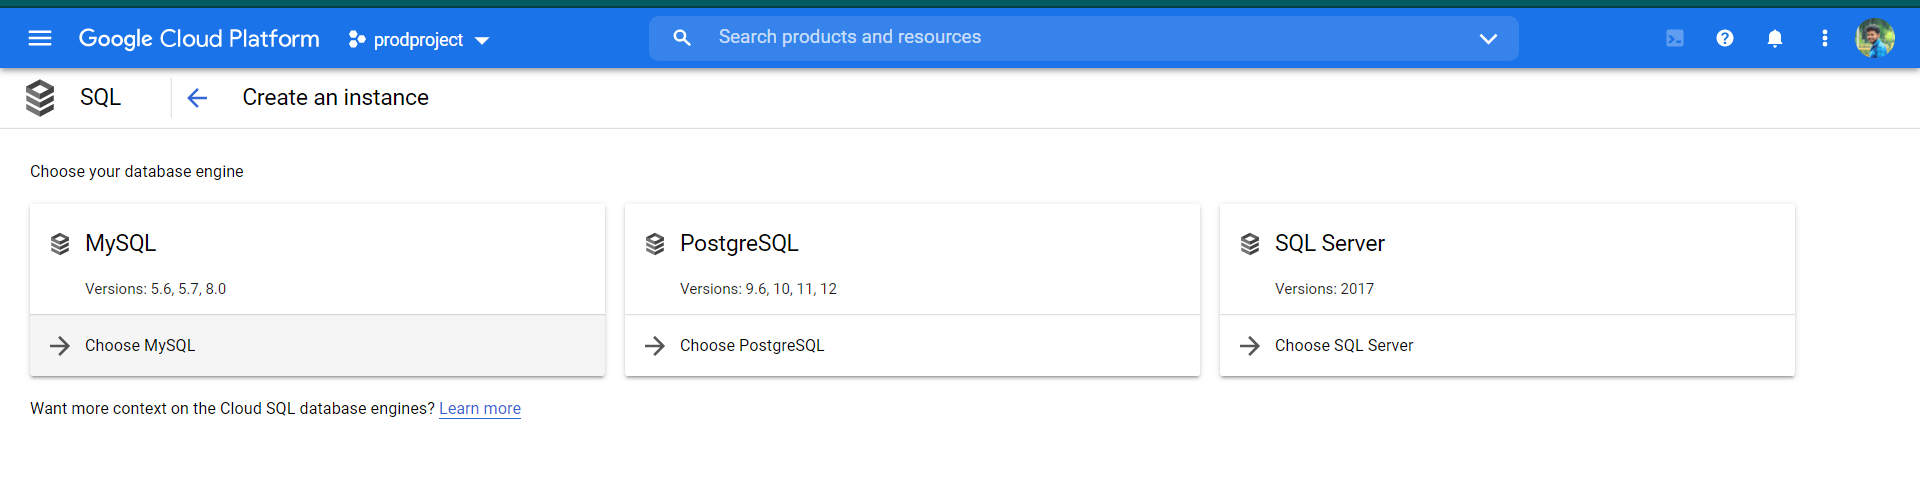 Google Cloud Platform
prodproject
Search products and resources
SQL
Create an instance
Choose your database engine
MySQL
Versions: 5.6, 5.7, 8.0
Choose MySQL
PostgreSQL
Versions: 9.6, 10, 11, 12
Choose PostgreSQL
SQL Server
Versions: 2017
Choose SQL Server
Want more context on the Cloud SQL database engines? Learn more